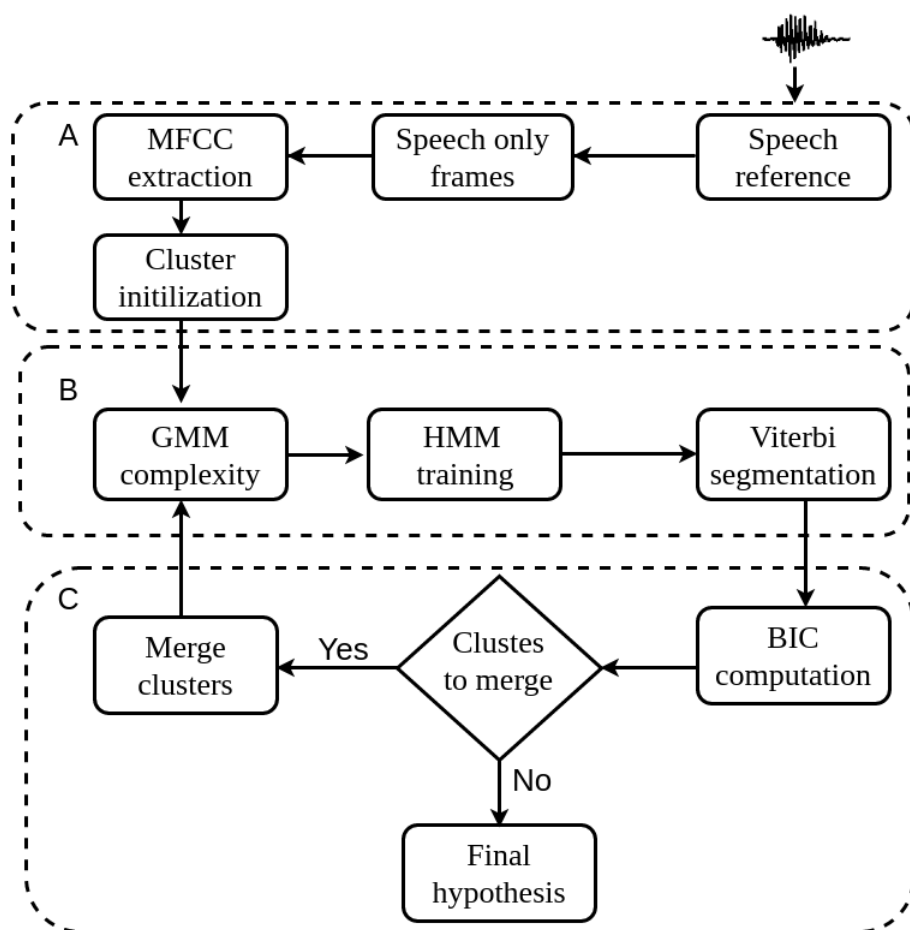 A
MFCC
extraction
Speech only
frames
Speech
reference
Cluster
initilization
B
GMM
complexity
HMM
training
Viterbi
segmentation
C
Merge
clusters
Yes
Clustes
to merge
BIC
computation
No
Final
hypothesis